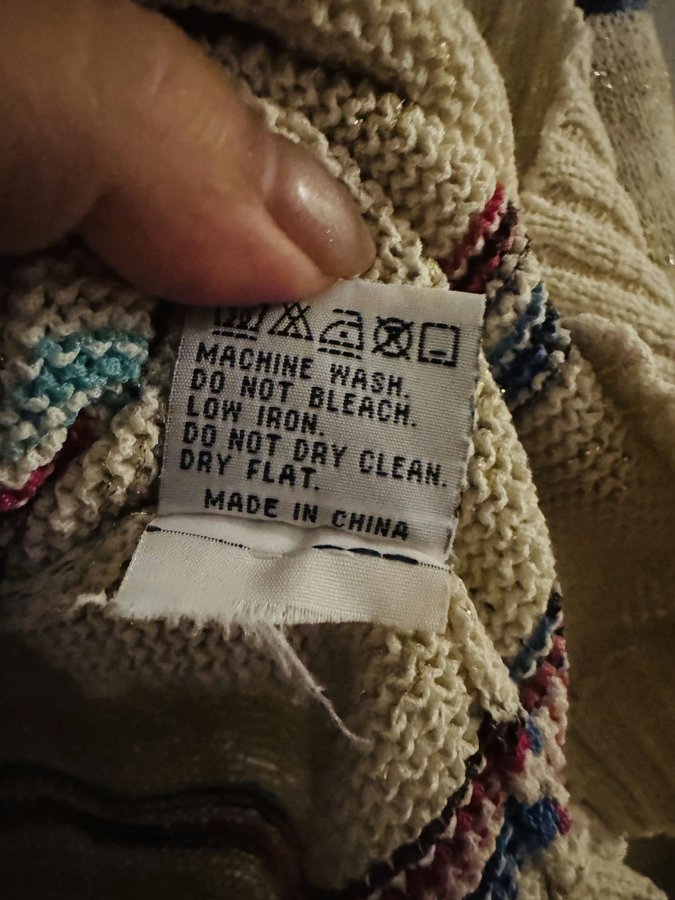 MACHINE WASH.
DO NOT BLEACH.
LOW IRON.
DO NOT DRY CLEAN.
DRY FLAT.
MADE IN CHINA